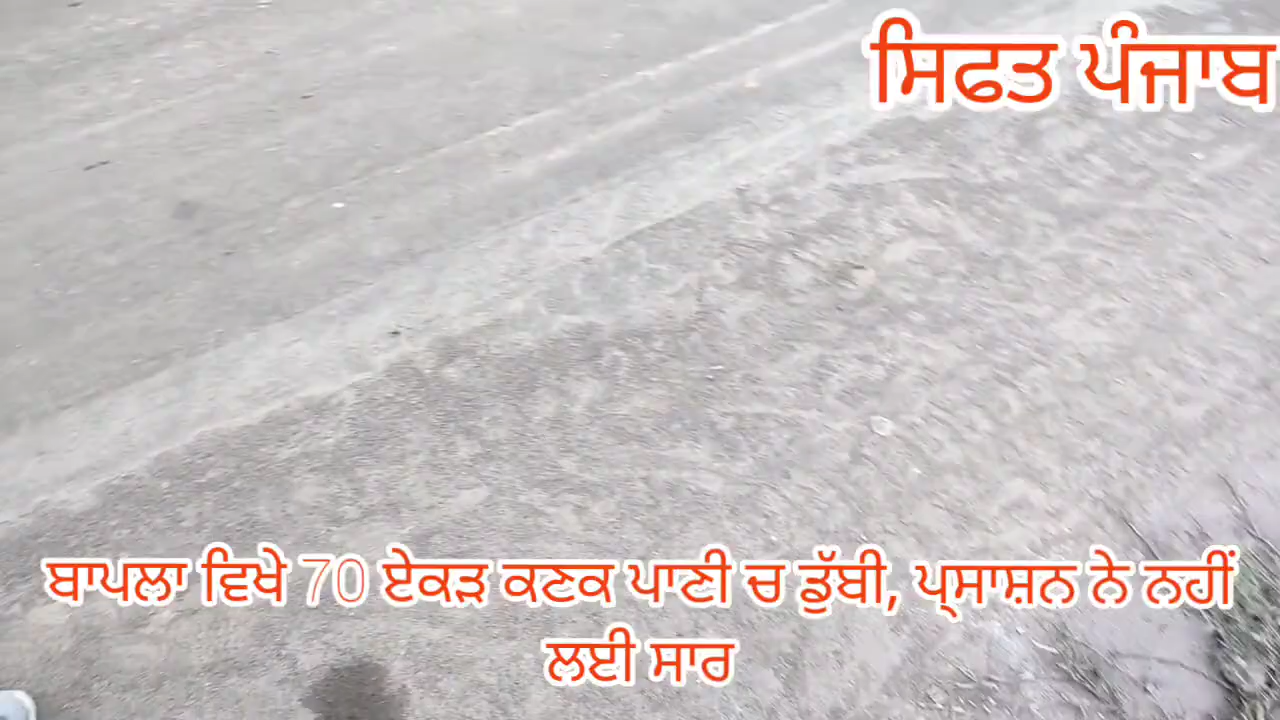 ਸਿਫਤ ਪੰਜਾਬ
ਬਾਪਲਾ ਵਿਖੇ 70 ਏਕੜ ਕਣਕ ਪਾਣੀ ਚ ਡੁੱਬੀ, ਪ੍ਰਸਾਸ਼ਨ ਨੇ ਨਹੀਂ
ਲਈ ਸਾਰ